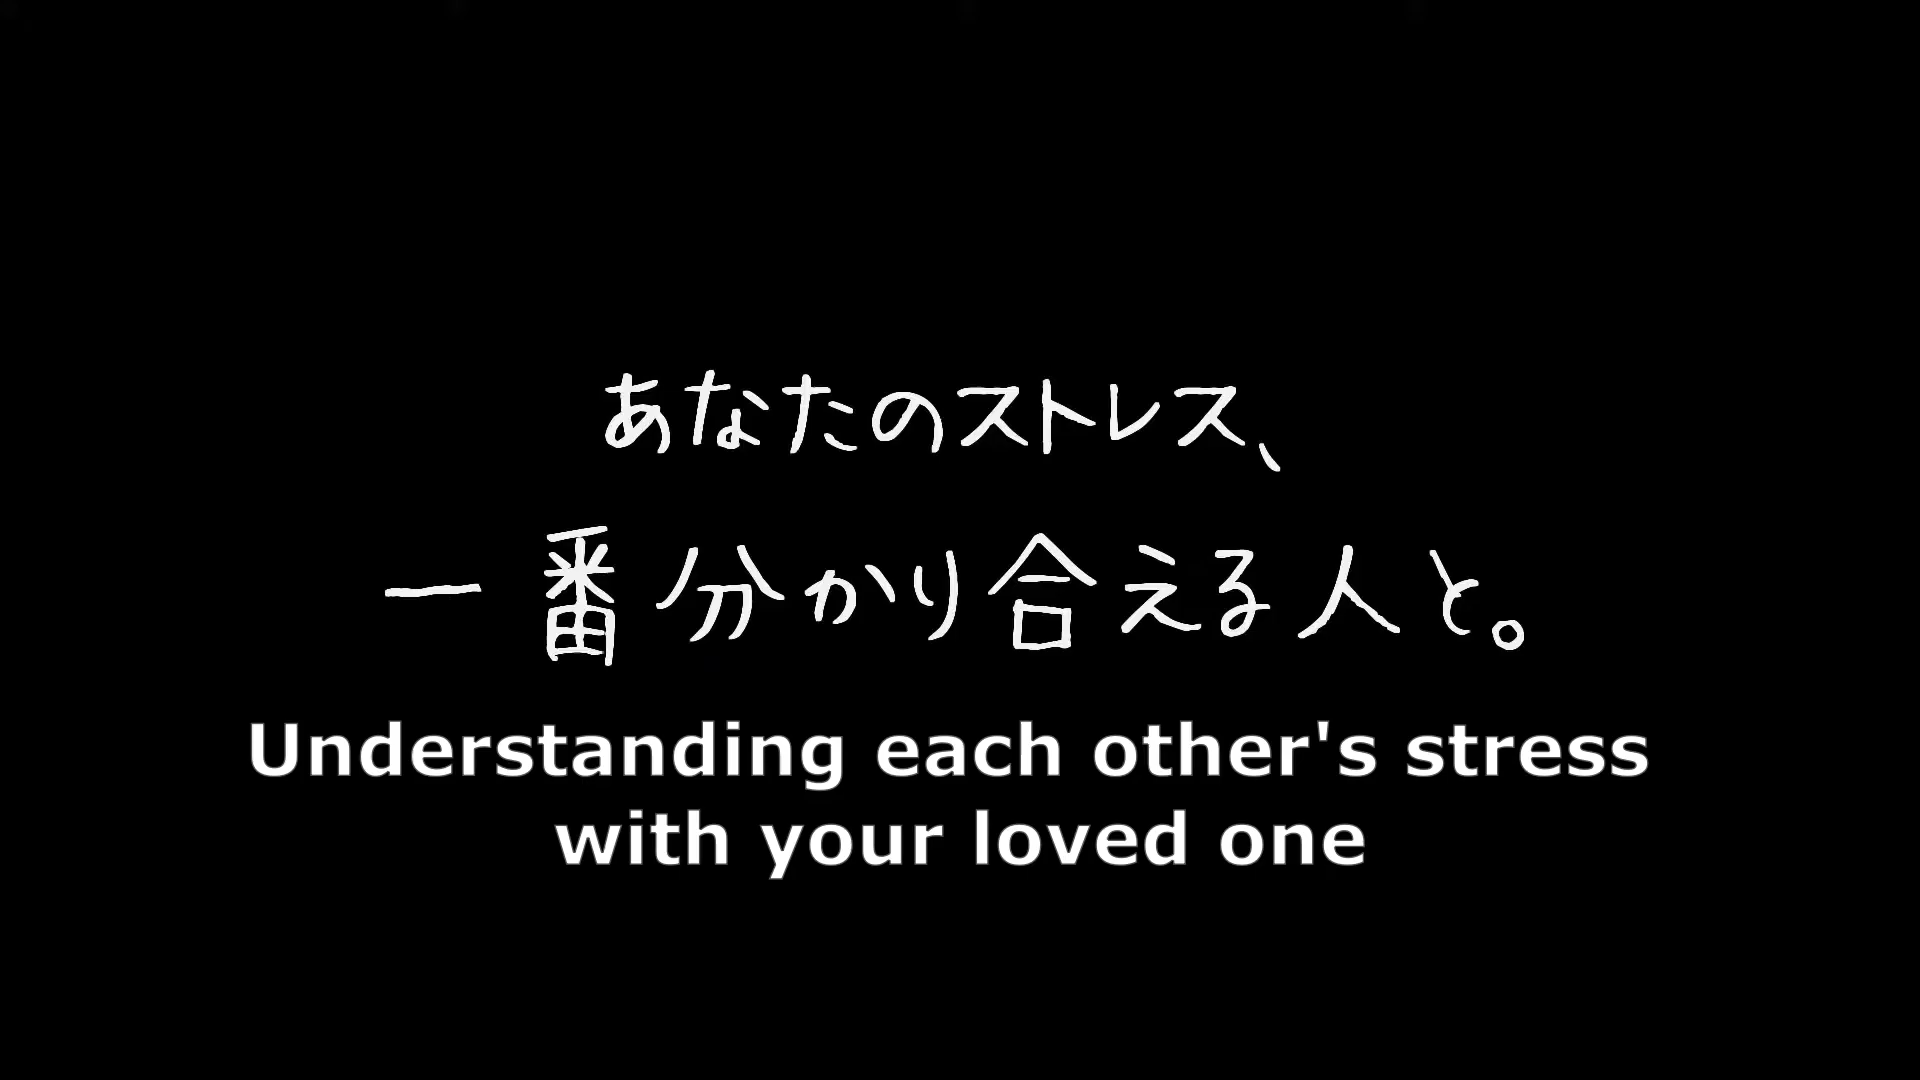 あなたのストレス、
一番分かり合える人と。
Understanding each other's stress
with your loved one